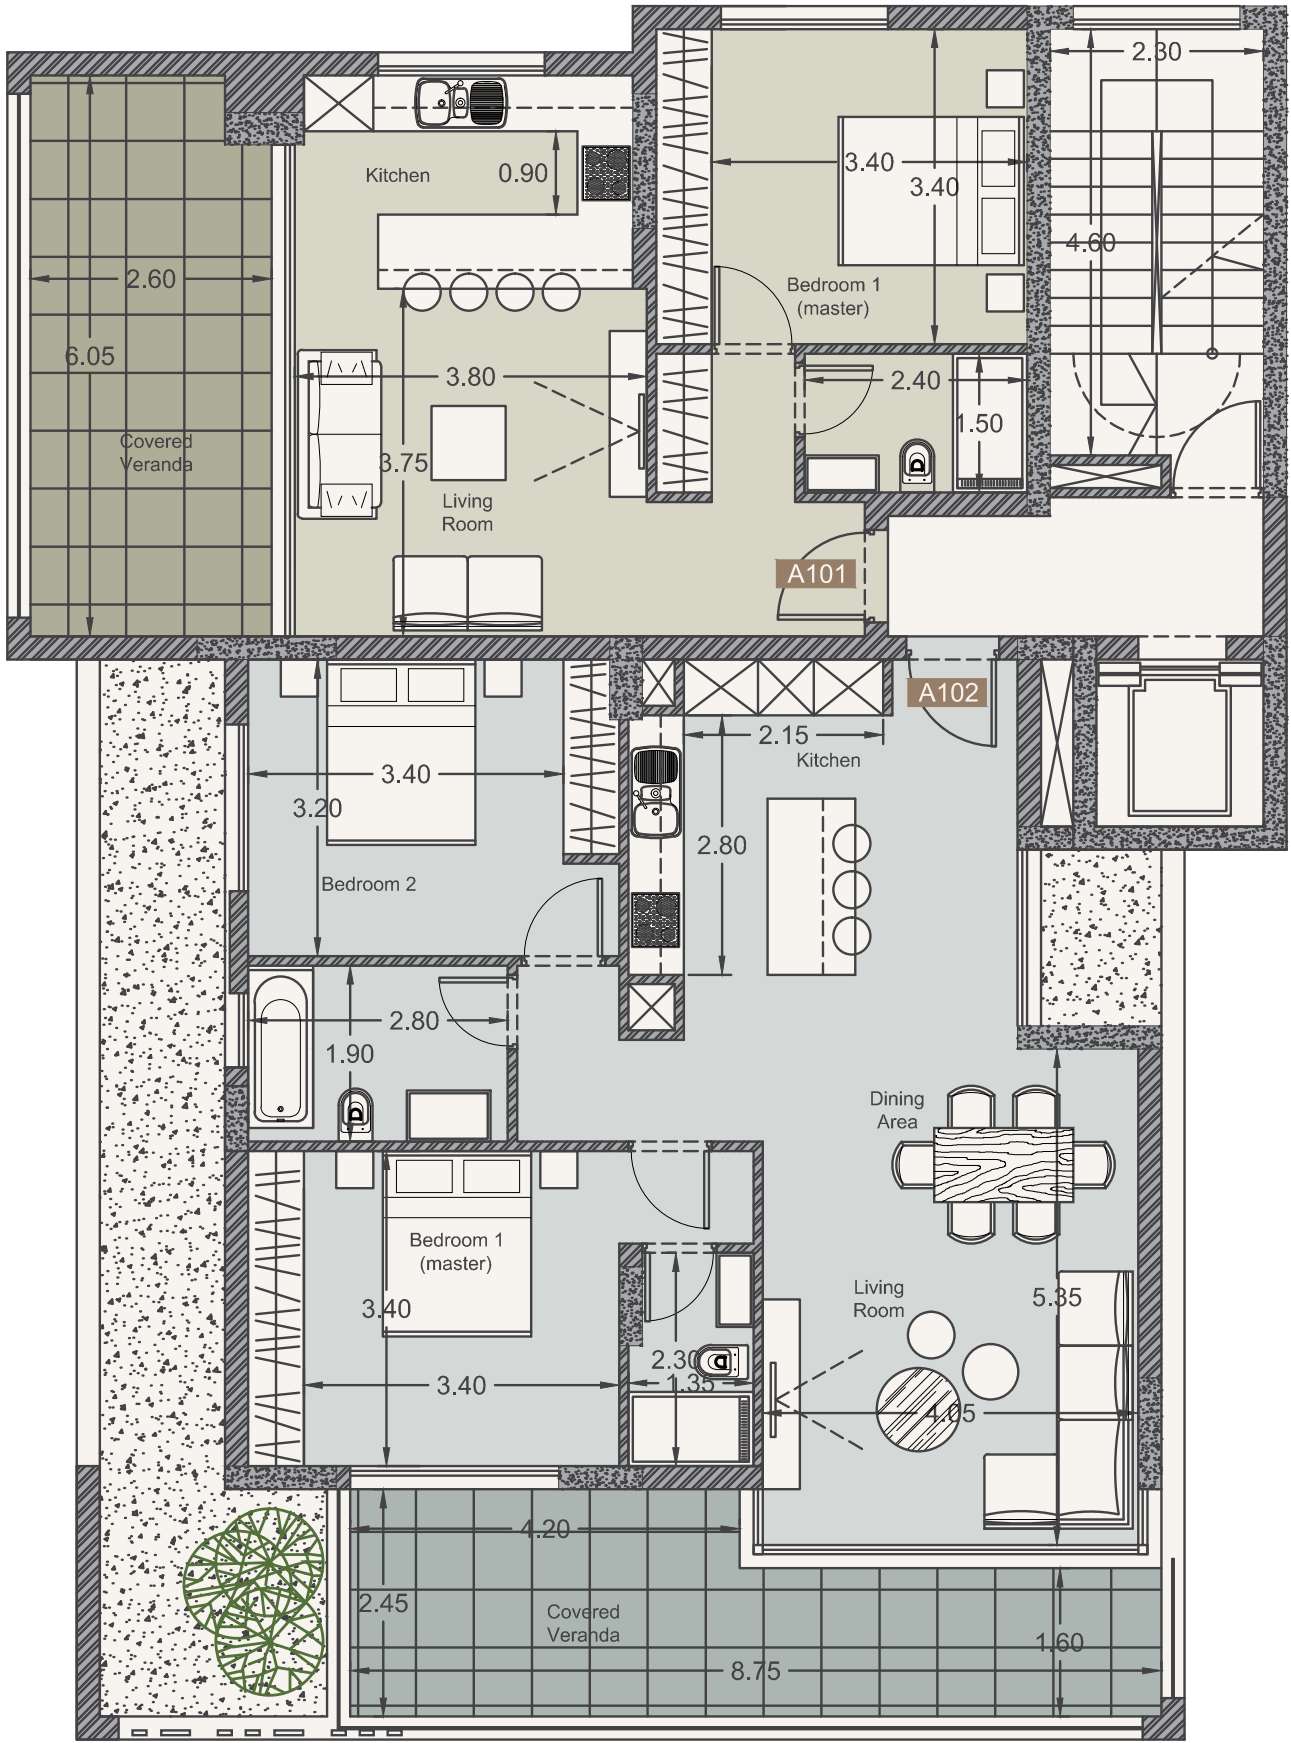 2.30
Kitchen
0.90
3.40
3.40
4.60
2.60
Bedroom 1
(master)
6.05
3.80
2.40
1.50
Covered
Veranda
3.75
Living
Room
A101
A102
2.15
Kitchen
3.40
3.20
2.80
Bedroom 2
2.80
1.90
Dining
Area
Bedroom 1
(master)
Living
Room
5.35
3.40
2.30
3.40
1.35
4.05
4.20
2.45
Covered
Veranda
1.60
8.75